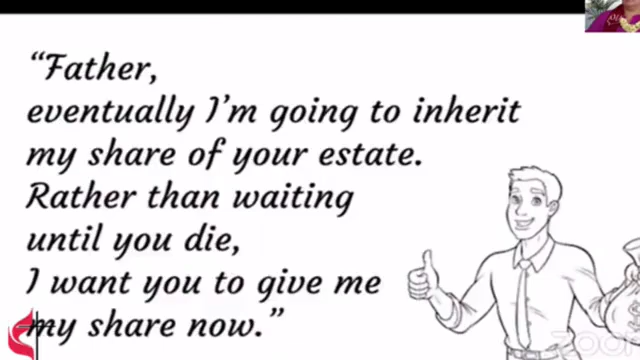 “Father,
eventually I’m going to inherit
my share of your estate.
Rather than waiting
until you die,
I want you to give me
my share now.”
zoom